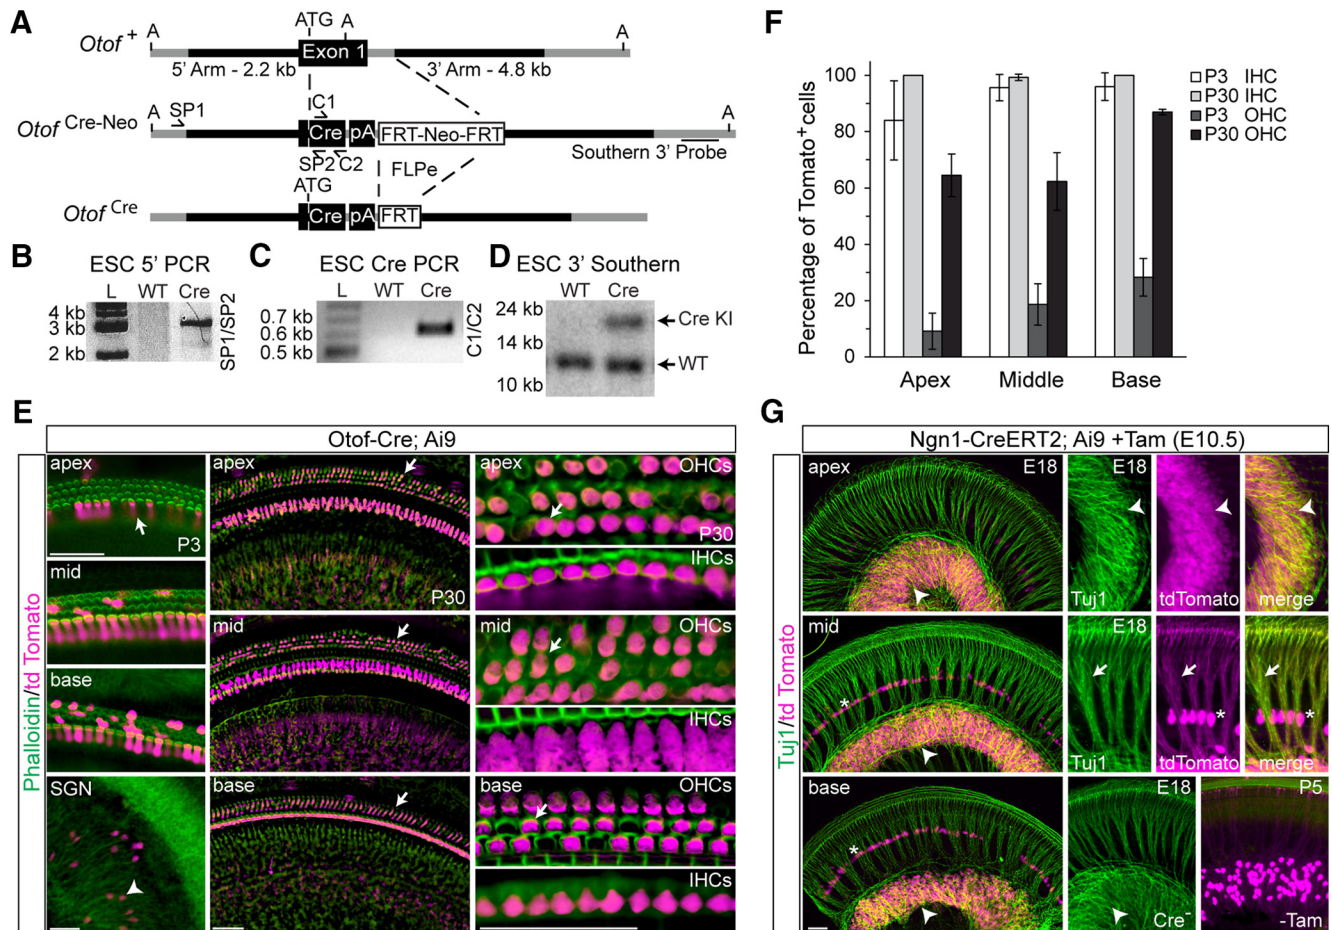 A
Otof +
A
ATG
A
A
Exon 1
5' Arm - 2.2 kb
3' Arm - 4.8 kb
Otof Cre-Neo
A
SP1
C1
Cre
pA
FRT-Neo-FRT
A
SP2
C2
FLPe
Southern 3' Probe
ATG
Otof Cre
Cre
pA
FRT
B
ESC 5' PCR
L
WT
Cre
4 kb
3 kb
2 kb
SP1/SP2
C
ESC Cre PCR
L
WT
Cre
0.7 kb
0.6 kb
0.5 kb
C1/C2
D
ESC 3' Southern
WT
Cre
24 kb
14 kb
10 kb
Cre KI
WT
E
Otof-Cre; Ai9
Phalloidin/td Tomato
apex
P3
mid
base
SGN
apex
P30
mid
base
apex
OHCs
P30
IHCs
mid
OHCs
IHCs
base
OHCs
IHCs
F
Percentage of Tomato+cells
100
80
60
40
20
0
Apex
Middle
Base
P3 IHC
P30 IHC
P3 OHC
P30 OHC
G
Ngn1-CreERT2; Ai9 +Tam (E10.5)
Tuj1/td Tomato
apex
E18
E18
Tuj1
tdTomato
merge
mid
*
E18
Tuj1
*
tdTomato
*
merge
base
*
E18
Cre-
P5
-Tam